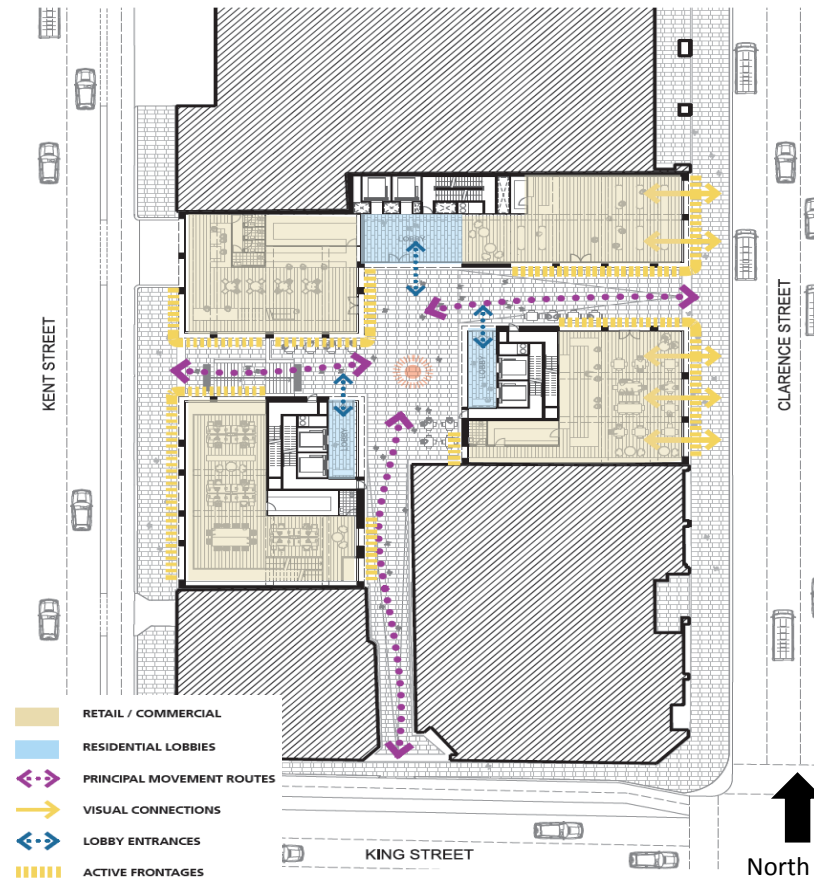 LOBBY
KENT STREET
CLARENCE STREET
LOBBY
LOBBY
RETAIL / COMMERCIAL
RESIDENTIAL LOBBIES
PRINCIPAL MOVEMENT ROUTES
VISUAL CONNECTIONS
LOBBY ENTRANCES
ACTIVE FRONTAGES
KING STREET
North